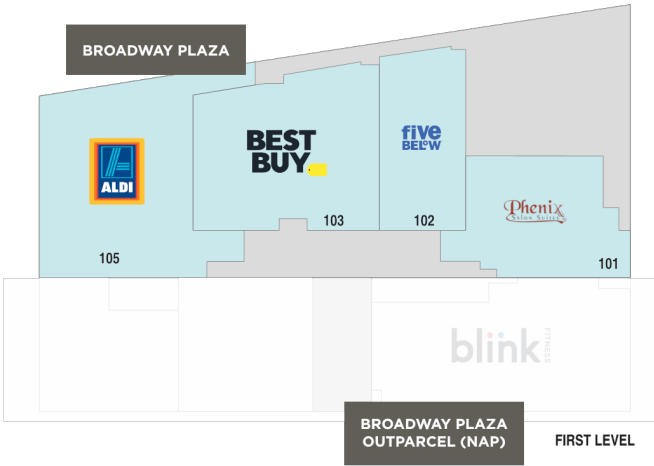 BROADWAY PLAZA
five
BEL°W
BEST
BUY
ALDI
Phenix
Salon Suites
103
102
105
101
blink
FITNESS
BROADWAY PLAZA
OUTPARCEL (NAP)
FIRST LEVEL